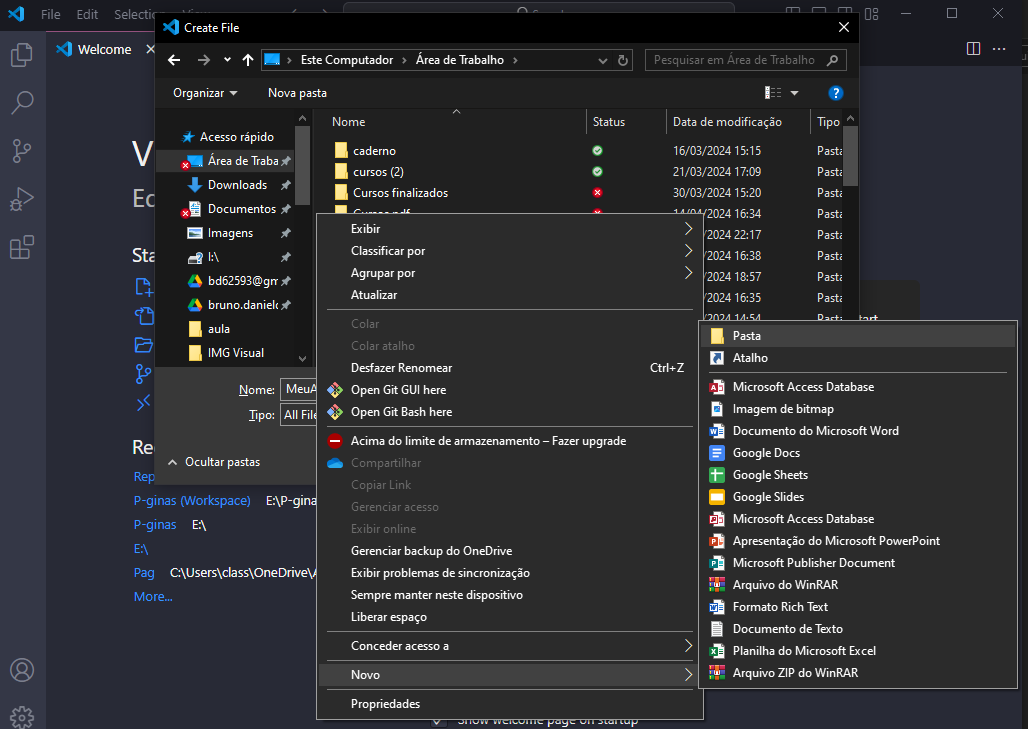 File Edit Selection View
Create File
Welcome
Este Computador > Área de Trabalho >
Pesquisar em Área de Trabalho
Organizar
Nova pasta
Nome
Status
Data de modificação
Tipo
Acesso rápido
Área de Traba
Downloads
Documentos
Imagens
I:\
bd62593@gm
bruno.daniel
aula
IMG Visual
caderno 16/03/2024 15:15 Pasta
cursos (2) 21/03/2024 17:09 Pasta
Cursos finalizados 30/03/2024 15:20 Pasta
Cursos pdf 14/04/2024 16:34 Pasta
/2024 22:17 Pasta
/2024 16:38 Pasta
/2024 18:57 Pasta
/2024 16:35 Pasta
/2024 14:54 Pasta
Nome: MeuA
Tipo: All File
Ocultar pastas
V
Ed
Sta
Re
Rep
P-ginas (Workspace) E:\P-gina
P-ginas E:\
E:\
Pag C:\Users\class\OneDrive\A
More...
Exibir
Classificar por
Agrupar por
Atualizar
Colar
Colar atalho
Desfazer Renomear Ctrl+Z
Open Git GUI here
Open Git Bash here
Acima do limite de armazenamento – Fazer upgrade
Compartilhar
Copiar Link
Gerenciar acesso
Exibir online
Gerenciar backup do OneDrive
Exibir problemas de sincronização
Sempre manter neste dispositivo
Liberar espaço
Conceder acesso a
Novo
Propriedades
Pasta
Atalho
Microsoft Access Database
Imagem de bitmap
Documento do Microsoft Word
Google Docs
Google Sheets
Google Slides
Microsoft Access Database
Apresentação do Microsoft PowerPoint
Microsoft Publisher Document
Arquivo do WinRAR
Formato Rich Text
Documento de Texto
Planilha do Microsoft Excel
Arquivo ZIP do WinRAR
Show welcome page on startup